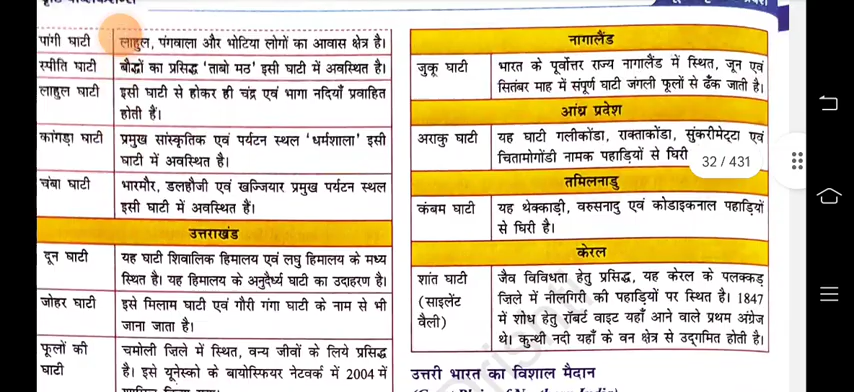 पांगी घाटी लाहुल, पंगवाला और भोटिया लोगों का आवास क्षेत्र है।
स्पीति घाटी बौद्धों का प्रसिद्ध 'ताबो मठ' इसी घाटी में अवस्थित है।
लाहुल घाटी इसी घाटी से होकर ही चंद्र एवं भागा नदियाँ प्रवाहित
होती हैं।
कांगड़ा घाटी प्रमुख सांस्कृतिक एवं पर्यटन स्थल 'धर्मशाला' इसी
घाटी में अवस्थित है।
चंबा घाटी भारमौर, डलहौजी एवं खज्जियार प्रमुख पर्यटन स्थल
इसी घाटी में अवस्थित हैं।
उत्तराखंड
दून घाटी यह घाटी शिवालिक हिमालय एवं लघु हिमालय के मध्य
स्थित है। यह हिमालय के अनुदैर्ध्य घाटी का उदाहरण है।
जोहर घाटी इसे मिलाम घाटी एवं गौरी गंगा घाटी के नाम से भी
जाना जाता है।
फूलों की चमोली जिले में स्थित, वन्य जीवों के लिये प्रसिद्ध
घाटी है। इसे यूनेस्को के बायोस्फियर नेटवर्क में 2004 में
नागालैंड
जुकू घाटी भारत के पूर्वोत्तर राज्य नागालैंड में स्थित, जून एवं
सितंबर माह में संपूर्ण घाटी जंगली फूलों से ढँक जाती है।
आंध्र प्रदेश
अराकु घाटी यह घाटी गलीकोंडा, राक्ताकोंडा, सुंकरीमेट्टा एवं
चितामोगोंडी नामक पहाड़ियों से घिरी
32 / 431
तमिलनाडु
कंबम घाटी यह थेक्काड़ी, वरुसनादु एवं कोडाइकनाल पहाड़ियों
से घिरी है।
केरल
शांत घाटी जैव विविधता हेतु प्रसिद्ध, यह केरल के पलक्कड़
(साइलेंट जिले में नीलगिरी की पहाड़ियों पर स्थित है। 1847
वैली) में शोध हेतु रॉबर्ट वाइट यहाँ आने वाले प्रथम अंग्रेज
थे। कुन्थी नदी यहाँ के वन क्षेत्र से उद्गमित होती है।
उत्तरी भारत का विशाल मैदान